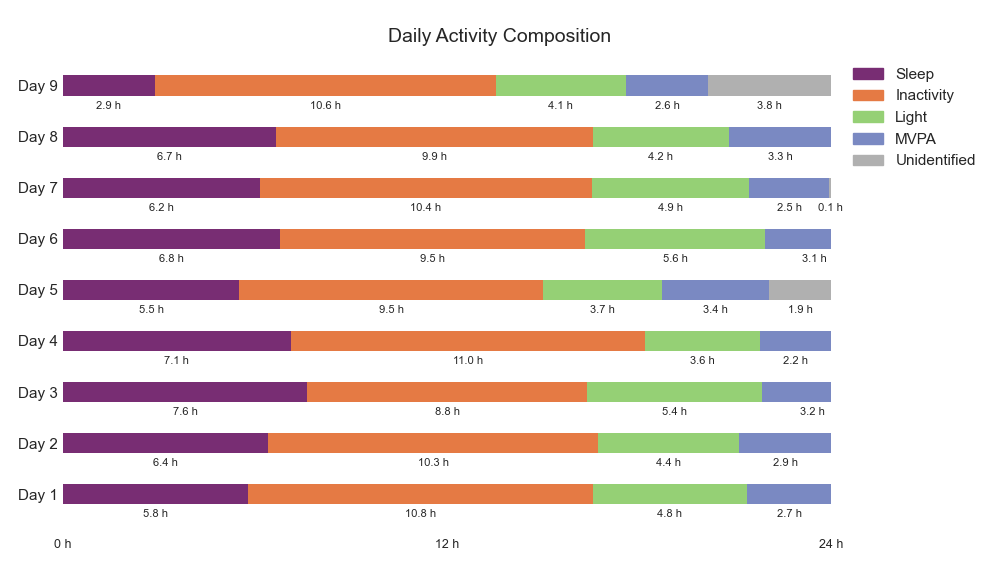 Daily Activity Composition
Day 9
2.9 h 10.6 h 4.1 h 2.6 h 3.8 h
Day 8
6.7 h 9.9 h 4.2 h 3.3 h
Day 7
6.2 h 10.4 h 4.9 h 2.5 h 0.1 h
Day 6
6.8 h 9.5 h 5.6 h 3.1 h
Day 5
5.5 h 9.5 h 3.7 h 3.4 h 1.9 h
Day 4
7.1 h 11.0 h 3.6 h 2.2 h
Day 3
7.6 h 8.8 h 5.4 h 3.2 h
Day 2
6.4 h 10.3 h 4.4 h 2.9 h
Day 1
5.8 h 10.8 h 4.8 h 2.7 h
0 h 12 h 24 h
Sleep
Inactivity
Light
MVPA
Unidentified